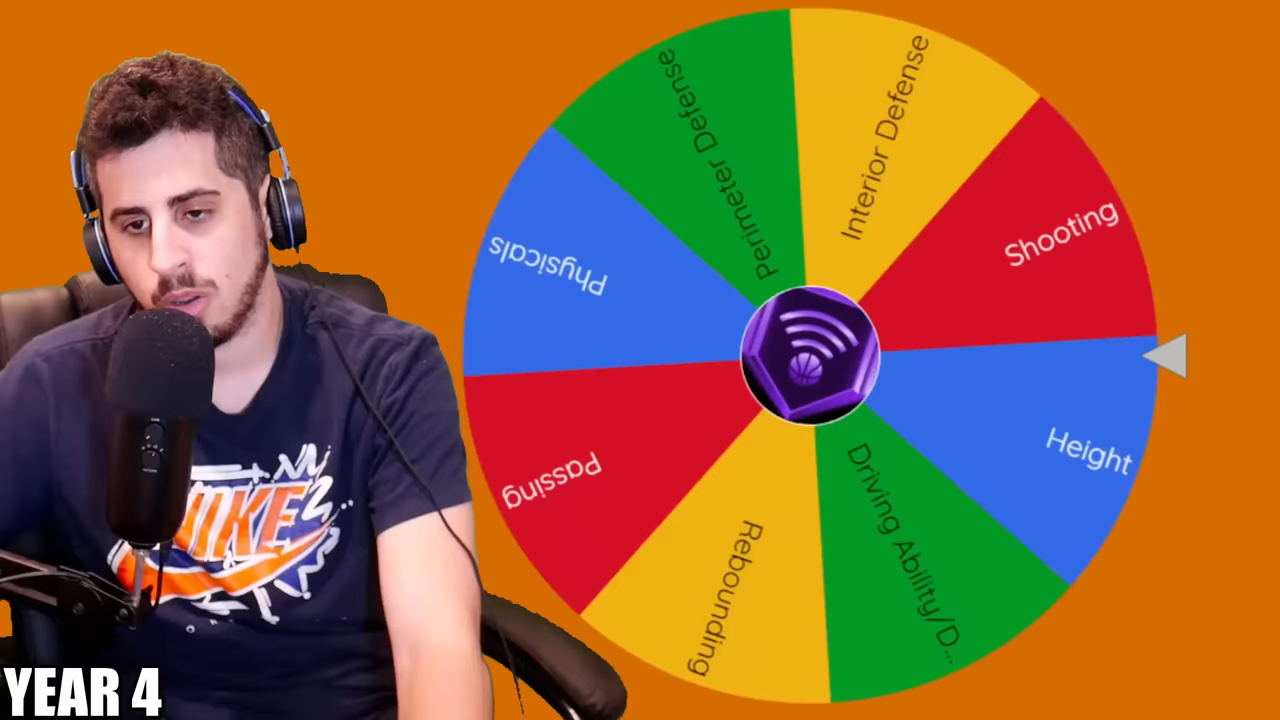 Perimeter Defense
Interior Defense
Shooting
Physicals
Height
Passing
Rebounding
Driving Ability/D...
NIKE
YEAR 4